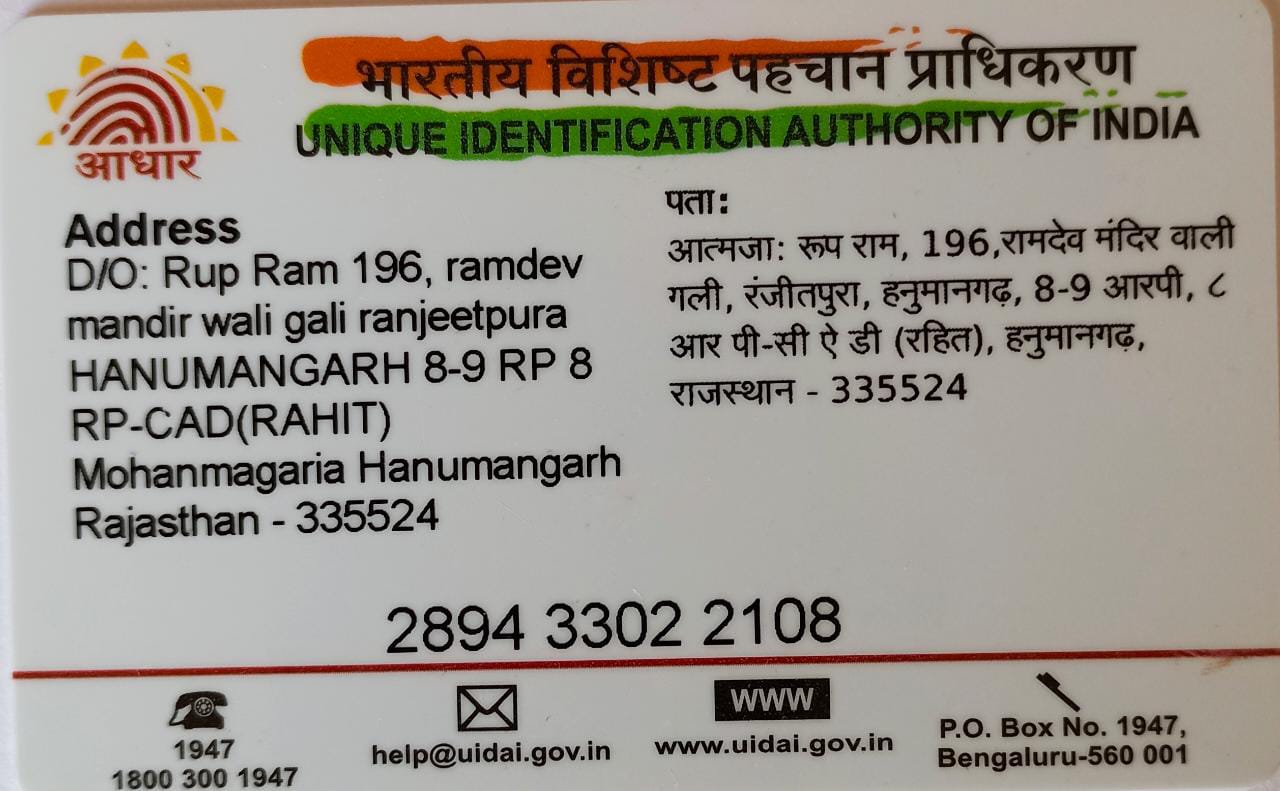 आधार
भारतीय विशिष्ट पहचान प्राधिकरण
UNIQUE IDENTIFICATION AUTHORITY OF INDIA
Address
D/O: Rup Ram 196, ramdev
mandir wali gali ranjeetpura
HANUMANGARH 8-9 RP 8
RP-CAD(RAHIT)
Mohanmagaria Hanumangarh
Rajasthan - 335524
पता:
आत्मजा: रूप राम, 196,रामदेव मंदिर वाली
गली, रंजीतपुरा, हनुमानगढ़, 8-9 आरपी, ८
आर पी-सी ऐ डी (रहित), हनुमानगढ़,
राजस्थान - 335524
2894 3302 2108
1947
1800 300 1947
help@uidai.gov.in
WWW
www.uidai.gov.in
P.O. Box No. 1947,
Bengaluru-560 001